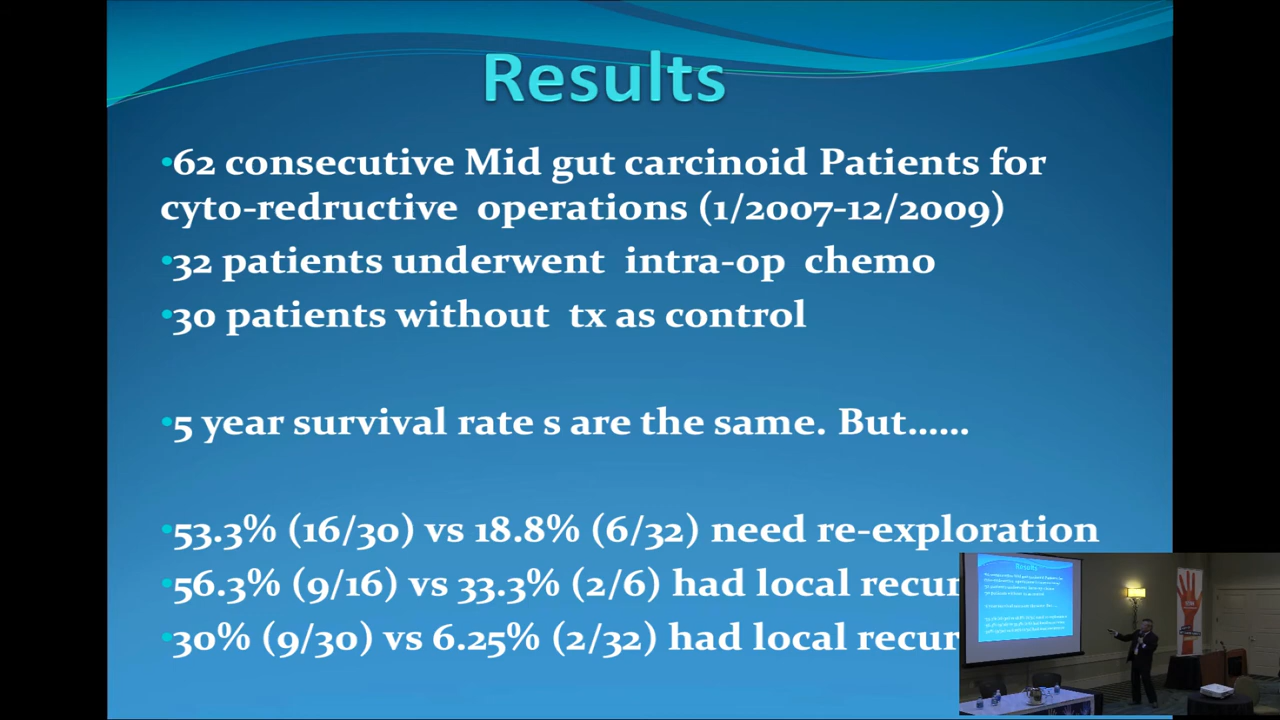 Results
•62 consecutive Mid gut carcinoid Patients for
cyto-redructive operations (1/2007-12/2009)
•32 patients underwent intra-op chemo
•30 patients without tx as control
•5 year survival rate s are the same. But......
•53.3% (16/30) vs 18.8% (6/32) need re-exploration
•56.3% (9/16) vs 33.3% (2/6) had local recur
•30% (9/30) vs 6.25% (2/32) had local recur
Results